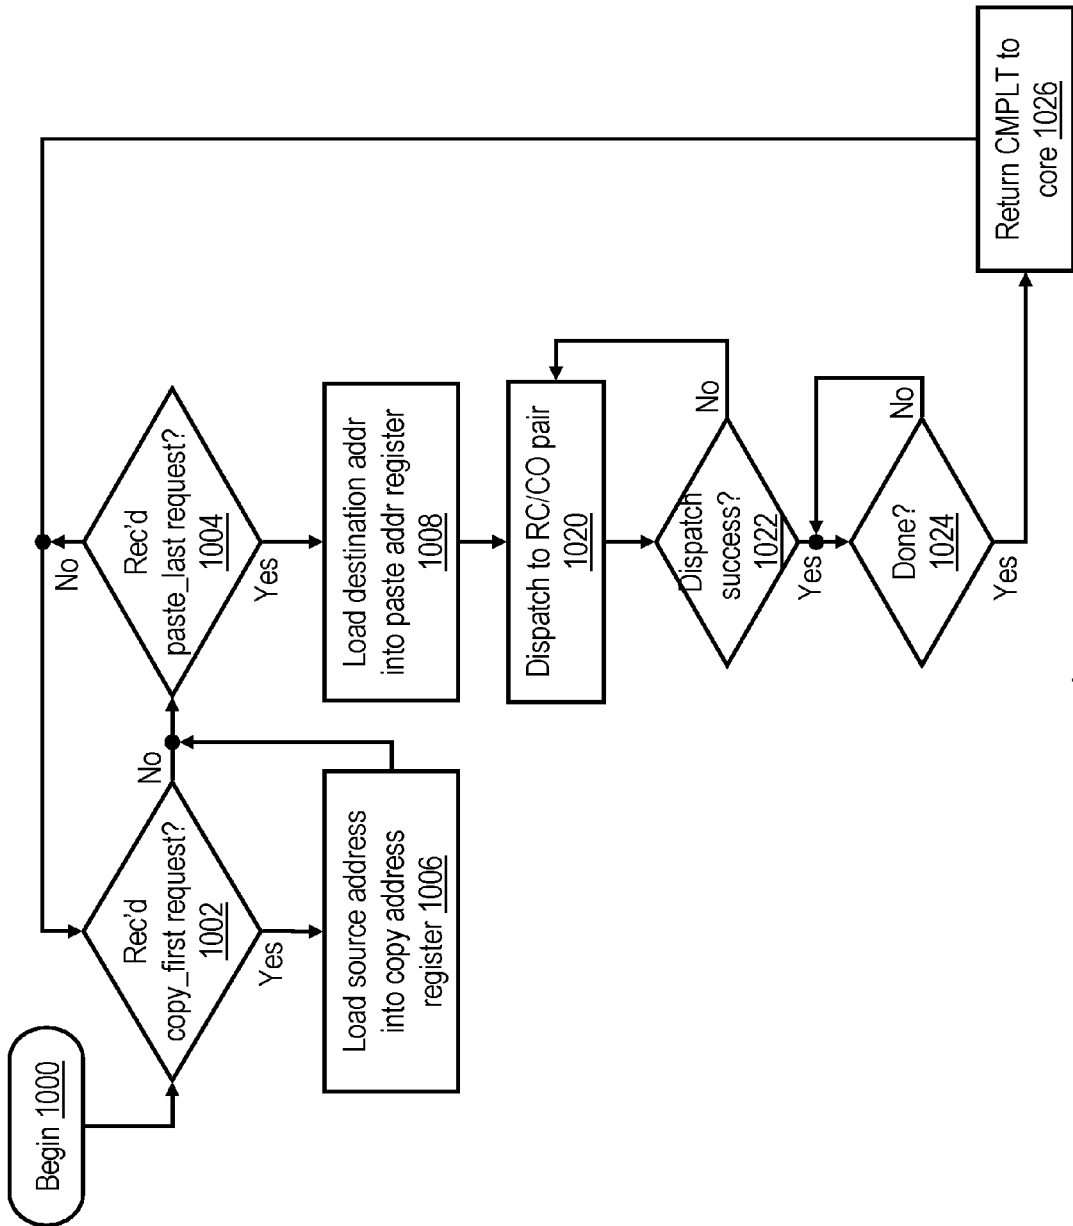 Begin 1000
Rec'd
copy_first request?
1002
No
Yes
Load source address
into copy address
register 1006
Rec'd
paste_last request?
1004
No
Yes
Load destination addr
into paste addr register
1008
Dispatch to RC/CO pair
1020
Dispatch
success?
1022
No
Yes
Done?
1024
No
Yes
Return CMPLT to
core 1026